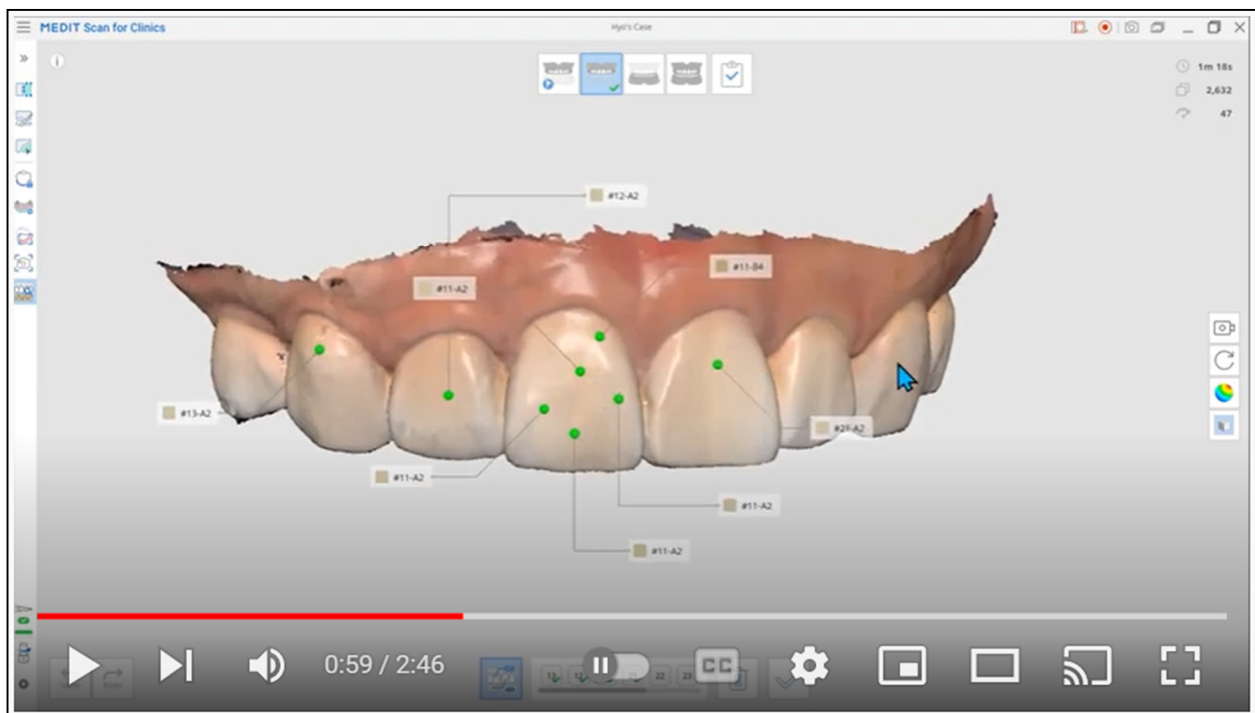 MEDIT Scan for Clinics
Hyo's Case
1m 18s
2,632
47
#12-A2
#11-B4
#11-A2
#13-A2
#21-A2
#11-A2
#11-A2
#11-A2
0:59 / 2:46
CC
22 23